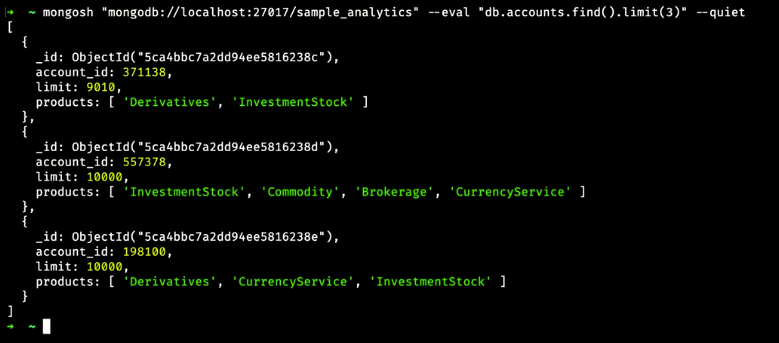 ➜  ~ mongosh "mongodb://localhost:27017/sample_analytics" --eval "db.accounts.find().limit(3)" --quiet
[
  {
    _id: ObjectId("5ca4bbc7a2dd94ee5816238c"),
    account_id: 371138,
    limit: 9010,
    products: [ 'Derivatives', 'InvestmentStock' ]
  },
  {
    _id: ObjectId("5ca4bbc7a2dd94ee5816238d"),
    account_id: 557378,
    limit: 10000,
    products: [ 'InvestmentStock', 'Commodity', 'Brokerage', 'CurrencyService' ]
  },
  {
    _id: ObjectId("5ca4bbc7a2dd94ee5816238e"),
    account_id: 198100,
    limit: 10000,
    products: [ 'Derivatives', 'CurrencyService', 'InvestmentStock' ]
  }
]
➜  ~